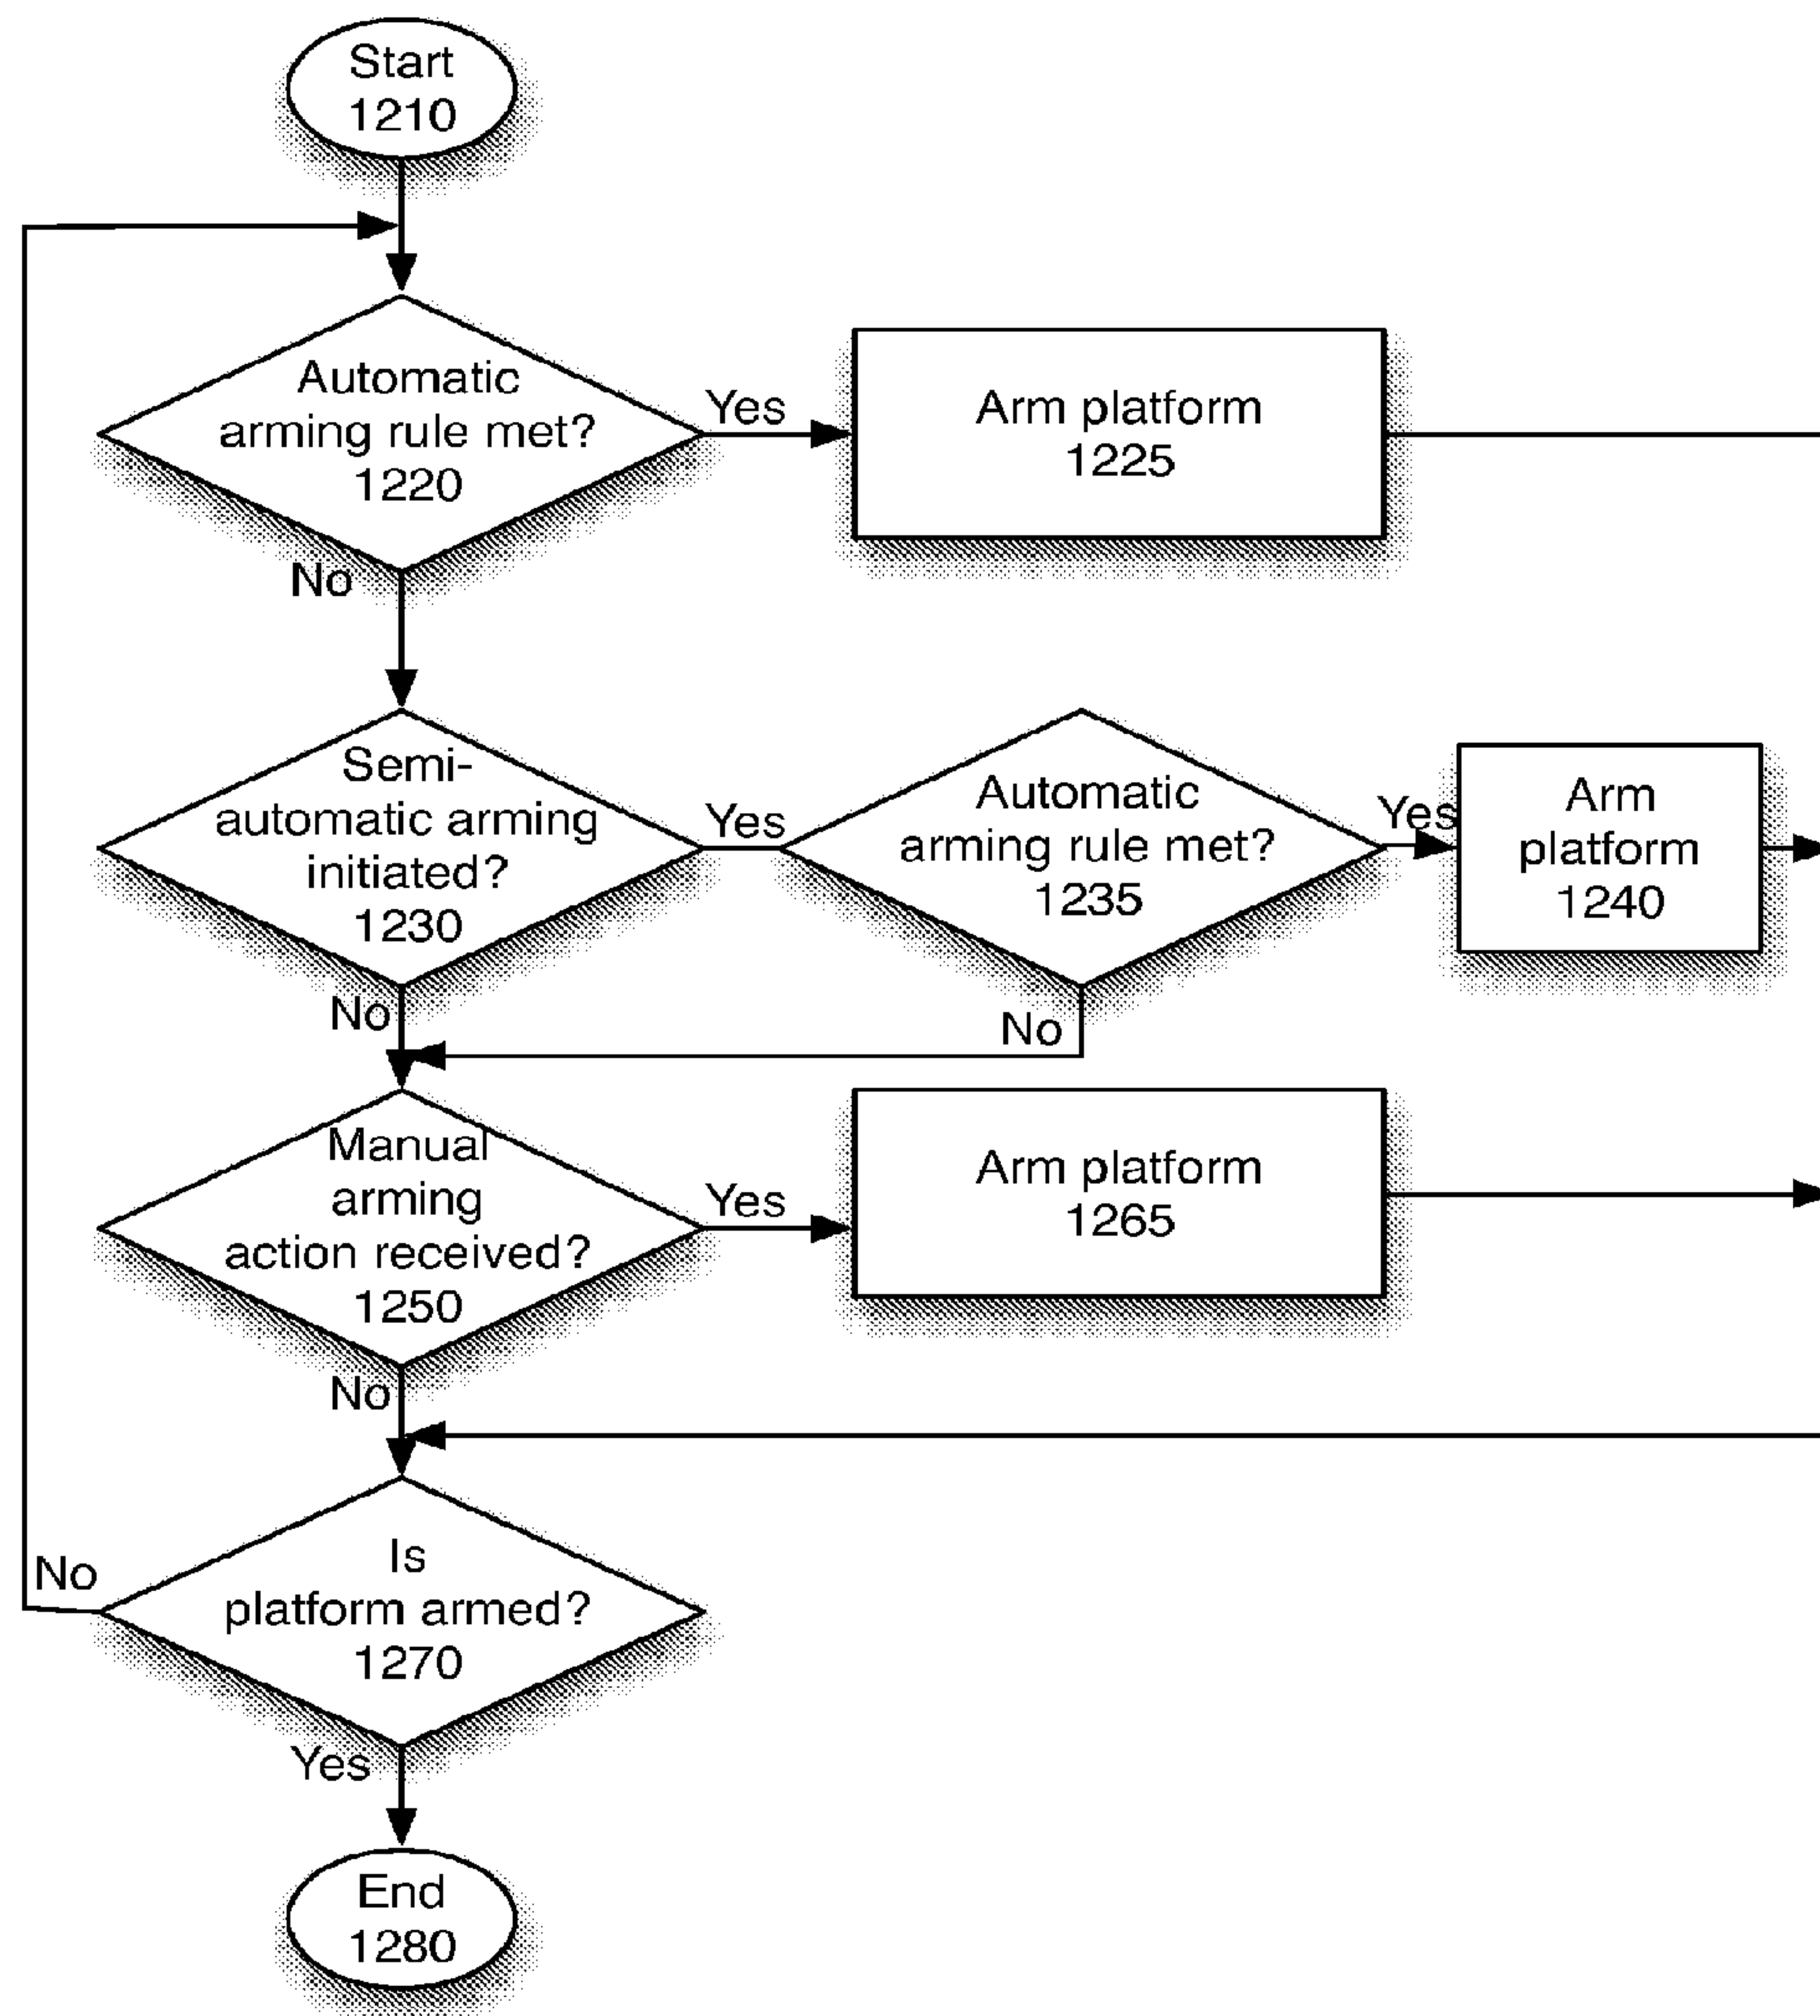 Start
1210
Automatic
arming rule met?
1220
Yes
Arm platform
1225
No
Semi-
automatic arming
initiated?
1230
Yes
Automatic
arming rule met?
1235
Yes
Arm
platform
1240
No
No
Manual
arming
action received?
1250
Yes
Arm platform
1265
No
Is
platform armed?
1270
No
Yes
End
1280